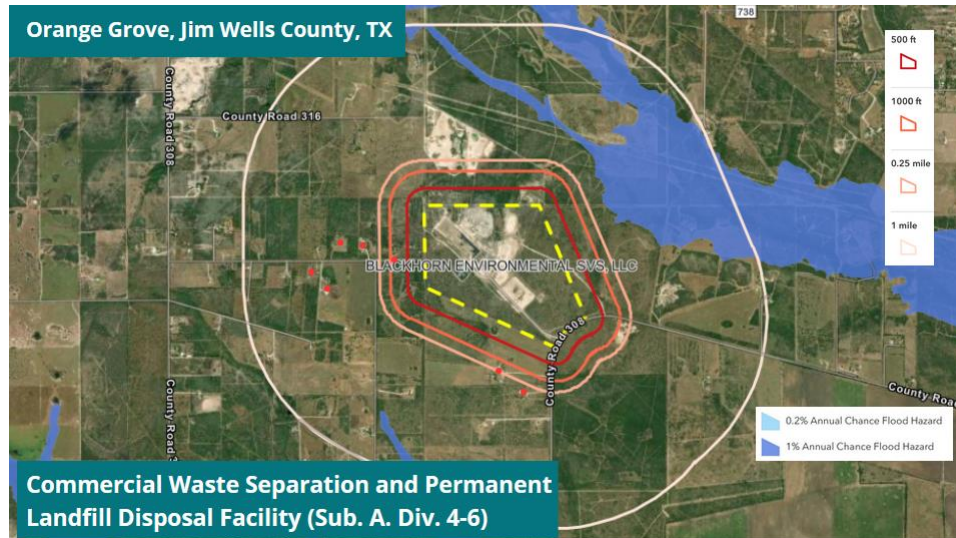 Orange Grove, Jim Wells County, TX
738
500 ft
1000 ft
0.25 mile
1 mile
County Road 308
County Road 316
BLACKHORN ENVIRONMENTAL SVS, LLC
County Road 308
County Road 3
County Roa
0.2% Annual Chance Flood Hazard
1% Annual Chance Flood Hazard
Commercial Waste Separation and Permanent
Landfill Disposal Facility (Sub. A. Div. 4-6)